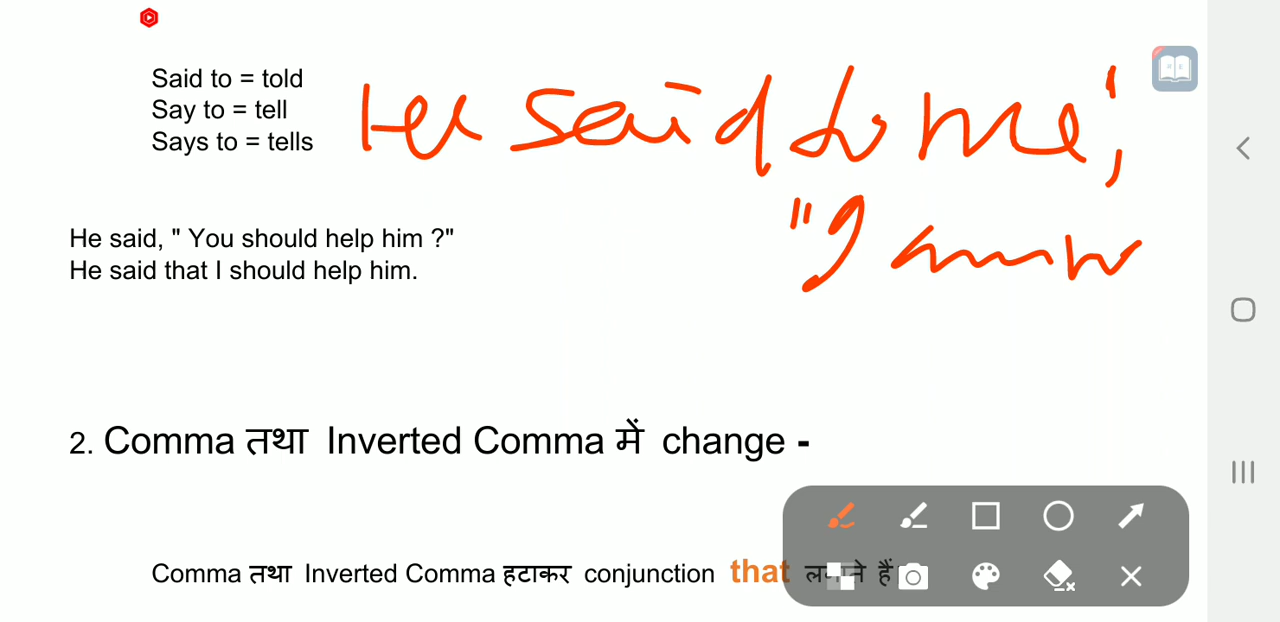 Said to = told
Say to = tell
Says to = tells
He said to me,
"I
He said, " You should help him ?"
He said that I should help him.
2. Comma तथा Inverted Comma में change -
Comma तथा Inverted Comma हटाकर conjunction that लगाते हैं